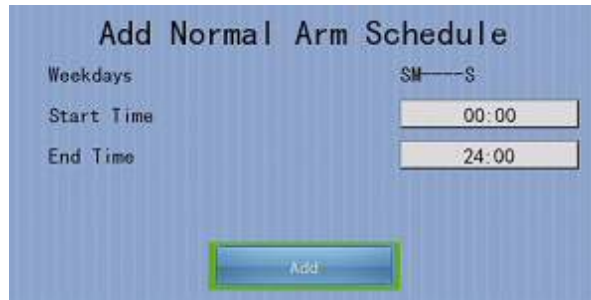 Add Normal Arm Schedule
Weekdays SM----S
Start Time 00:00
End Time 24:00
Add